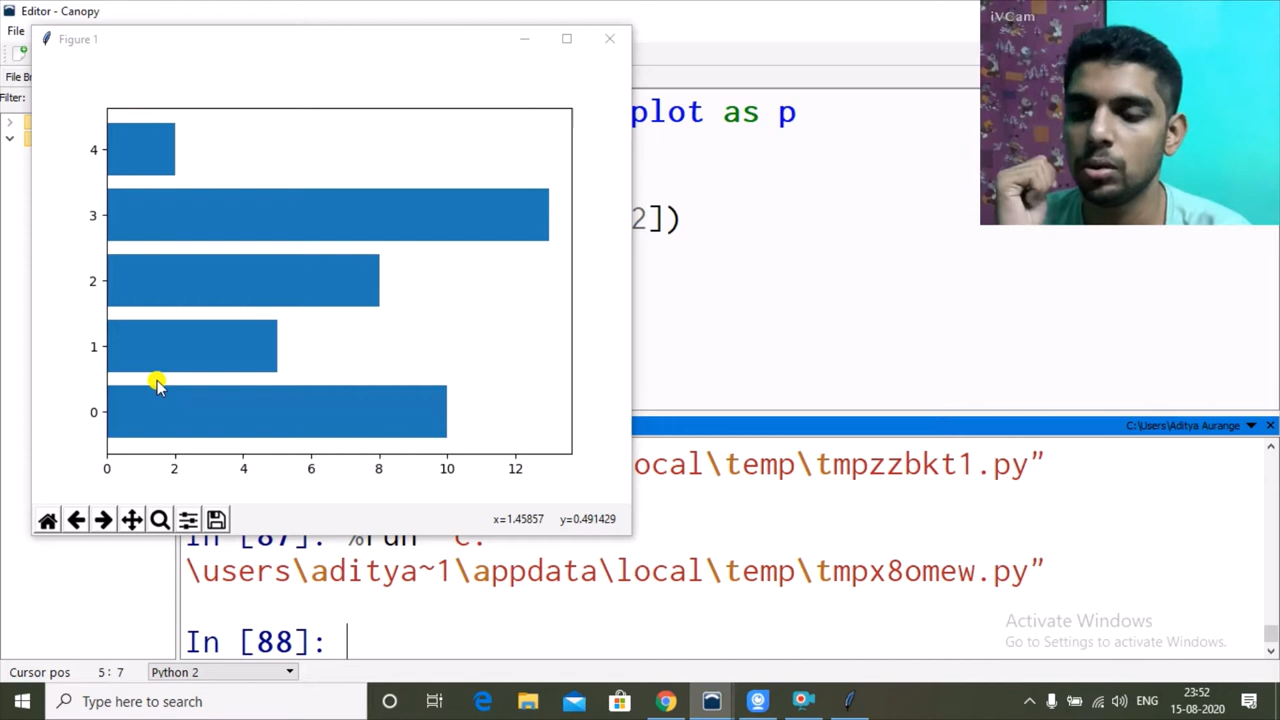 Editor - Canopy
File
Figure 1
iVCam
File Br
Filter:
plot as p
2])
4
3
2
1
0
0 2 4 6 8 10 12
x=1.45857 y=0.491429
C:\Users\Aditya Aurange
ocal\temp\tmpzzbkt1.py”
In [87]: %run "C:
\users\aditya~1\appdata\local\temp\tmpx8omew.py”
In [88]:
Activate Windows
Go to Settings to activate Windows.
Cursor pos 5 : 7 Python 2
Type here to search
ENG
23:52
15-08-2020